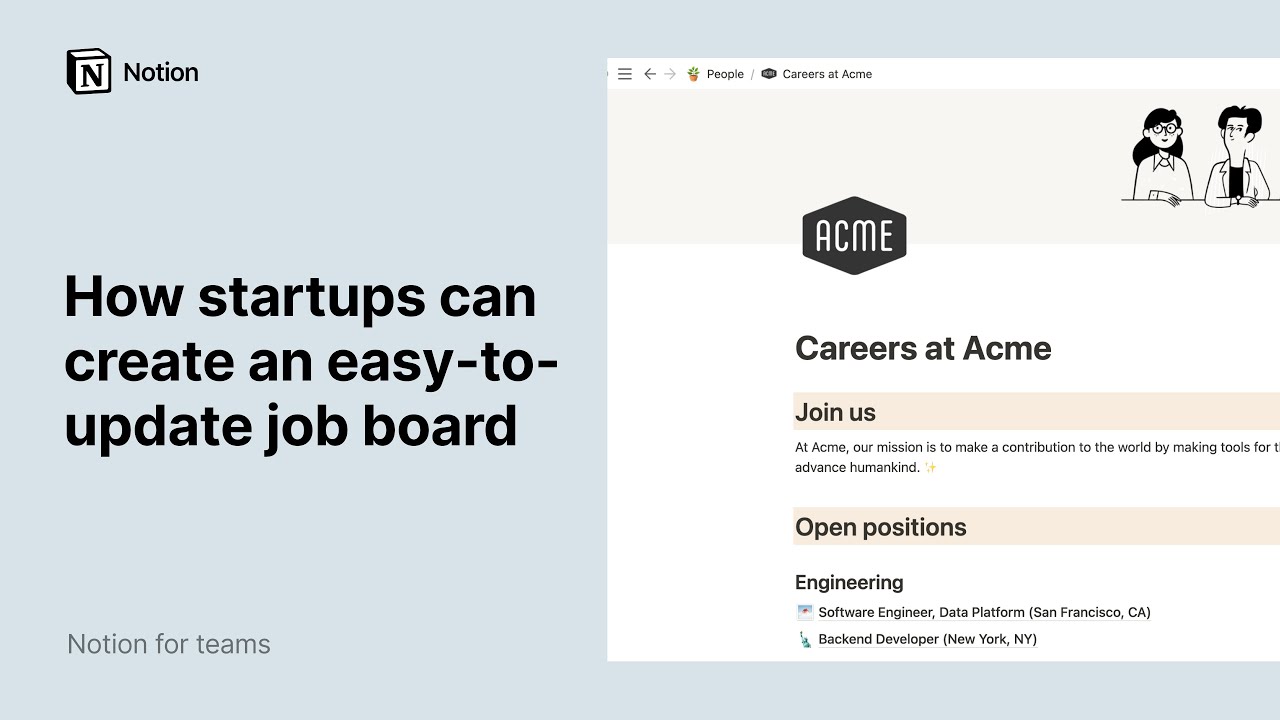 Notion
How startups can
create an easy-to-
update job board
Notion for teams
People / Careers at Acme
ACME
Careers at Acme
Join us
At Acme, our mission is to make a contribution to the world by making tools for
advance humankind. ✨
Open positions
Engineering
Software Engineer, Data Platform (San Francisco, CA)
Backend Developer (New York, NY)